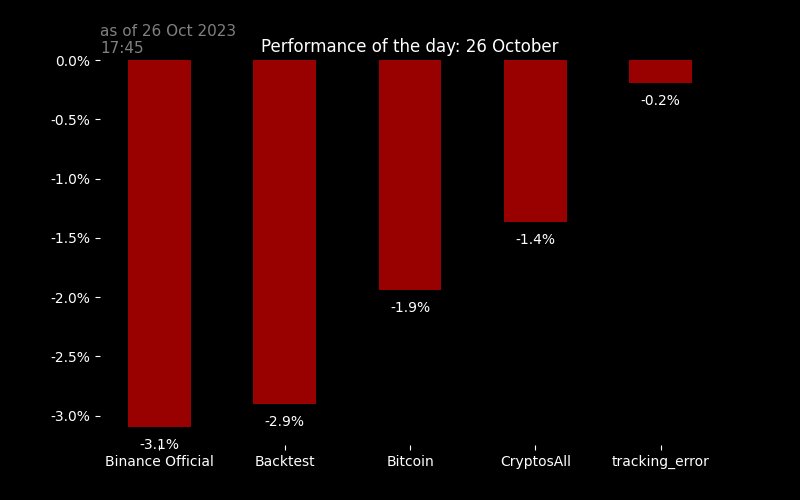 as of 26 Oct 2023
17:45
Performance of the day: 26 October
0.0%
-0.5%
-1.0%
-1.5%
-2.0%
-2.5%
-3.0%
-3.1%
-2.9%
-1.9%
-1.4%
-0.2%
Binance Official
Backtest
Bitcoin
CryptosAll
tracking_error